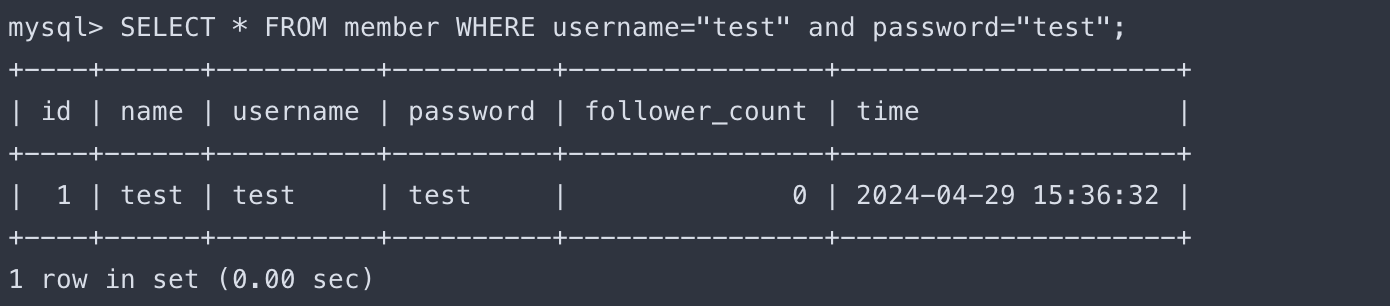 mysql> SELECT * FROM member WHERE username="test" and password="test";
+----+------+----------+----------+----------------+---------------------+
| id | name | username | password | follower_count | time                |
+----+------+----------+----------+----------------+---------------------+
|  1 | test | test     | test     |              0 | 2024-04-29 15:36:32 |
+----+------+----------+----------+----------------+---------------------+
1 row in set (0.00 sec)